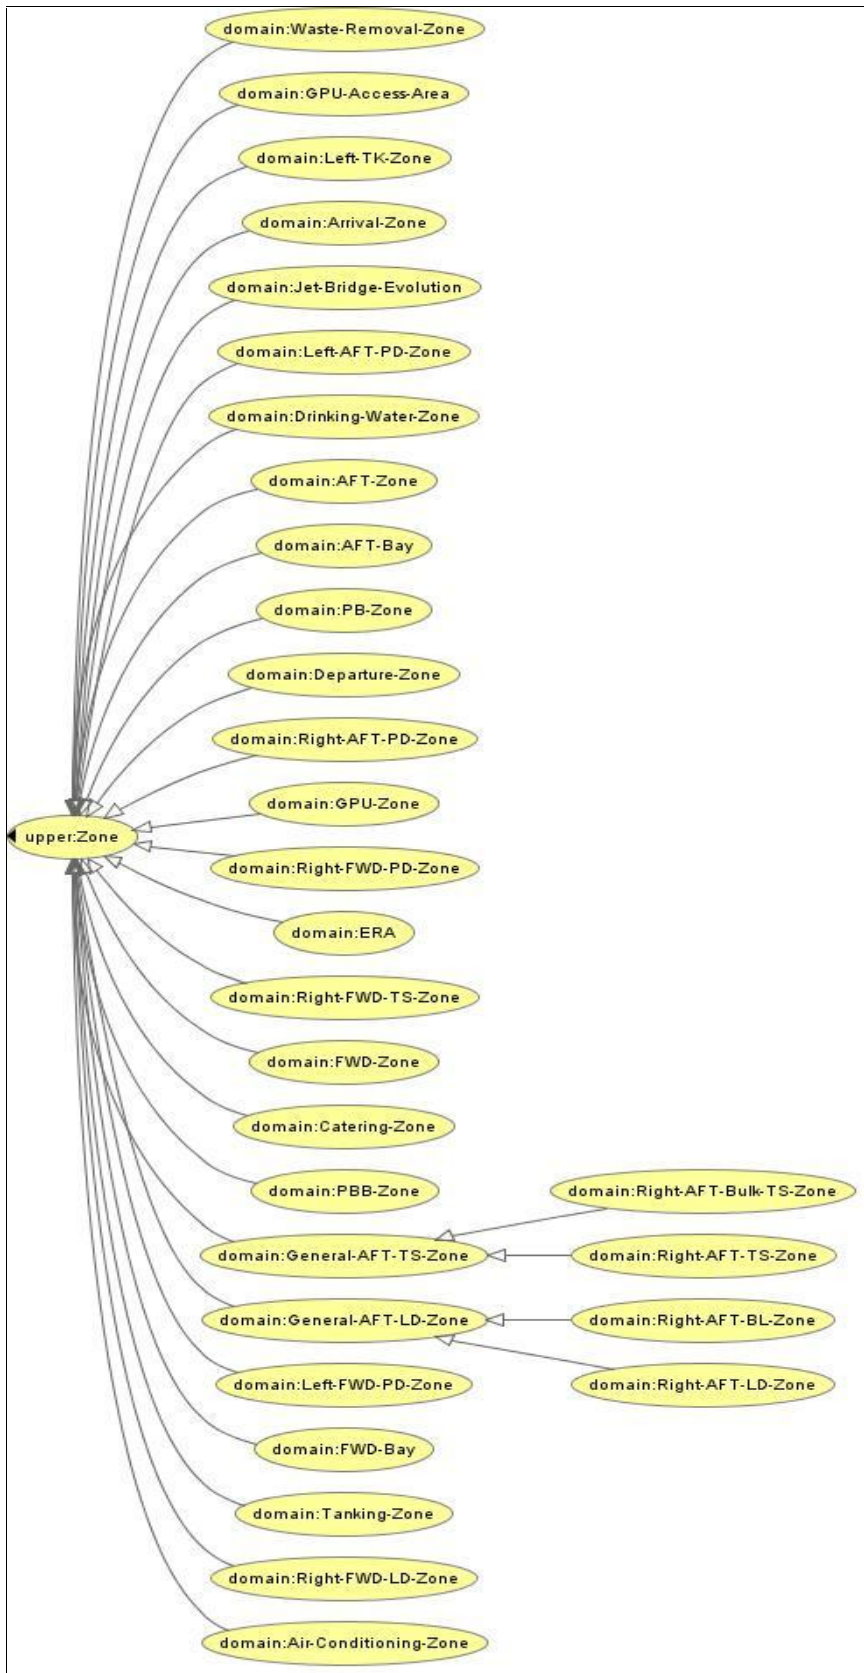 domain:Waste-Removal-Zone
domain:GPU-Access-Area
domain:Left-TK-Zone
domain:Arrival-Zone
domain:Jet-Bridge-Evolution
domain:Left-AFT-PD-Zone
domain:Drinking-Water-Zone
domain:AFT-Zone
domain:AFT-Bay
domain:PB-Zone
domain:Departure-Zone
domain:Right-AFT-PD-Zone
domain:GPU-Zone
upper:Zone
domain:Right-FWD-PD-Zone
domain:ERA
domain:Right-FWD-TS-Zone
domain:FWD-Zone
domain:Catering-Zone
domain:PBB-Zone
domain:Right-AFT-Bulk-TS-Zone
domain:General-AFT-TS-Zone
domain:Right-AFT-TS-Zone
domain:General-AFT-LD-Zone
domain:Right-AFT-BL-Zone
domain:Left-FWD-PD-Zone
domain:Right-AFT-LD-Zone
domain:FWD-Bay
domain:Tanking-Zone
domain:Right-FWD-LD-Zone
domain:Air-Conditioning-Zone